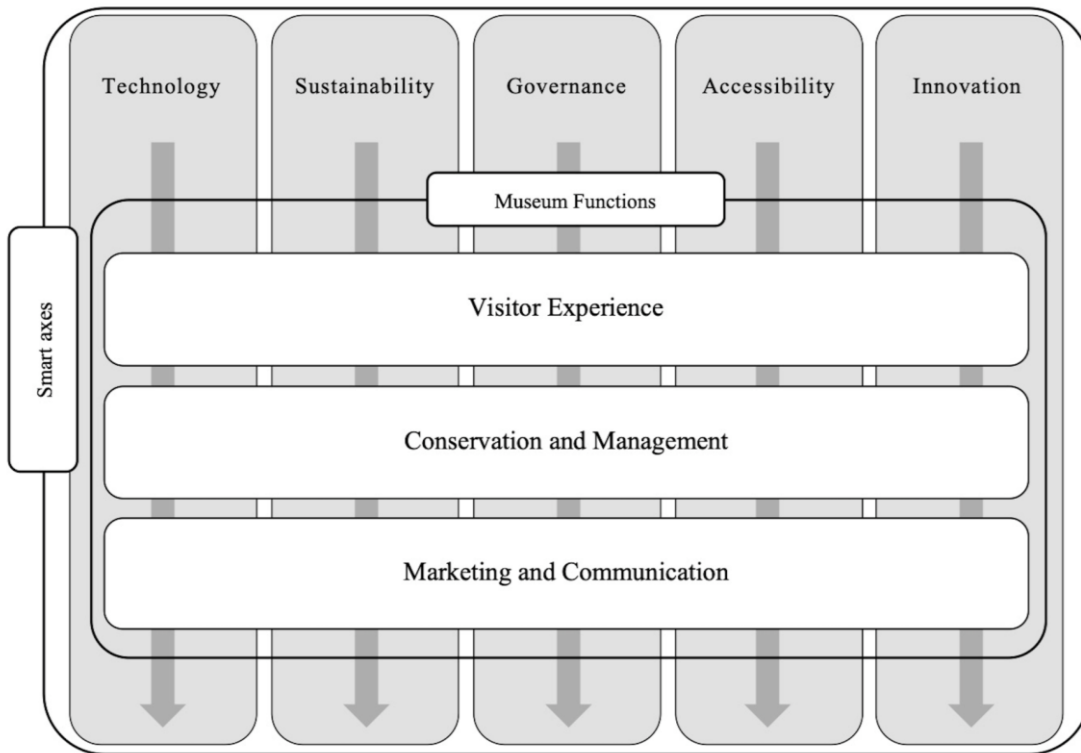 Technology
Sustainability
Governance
Accessibility
Innovation
Museum Functions
Smart axes
Visitor Experience
Conservation and Management
Marketing and Communication